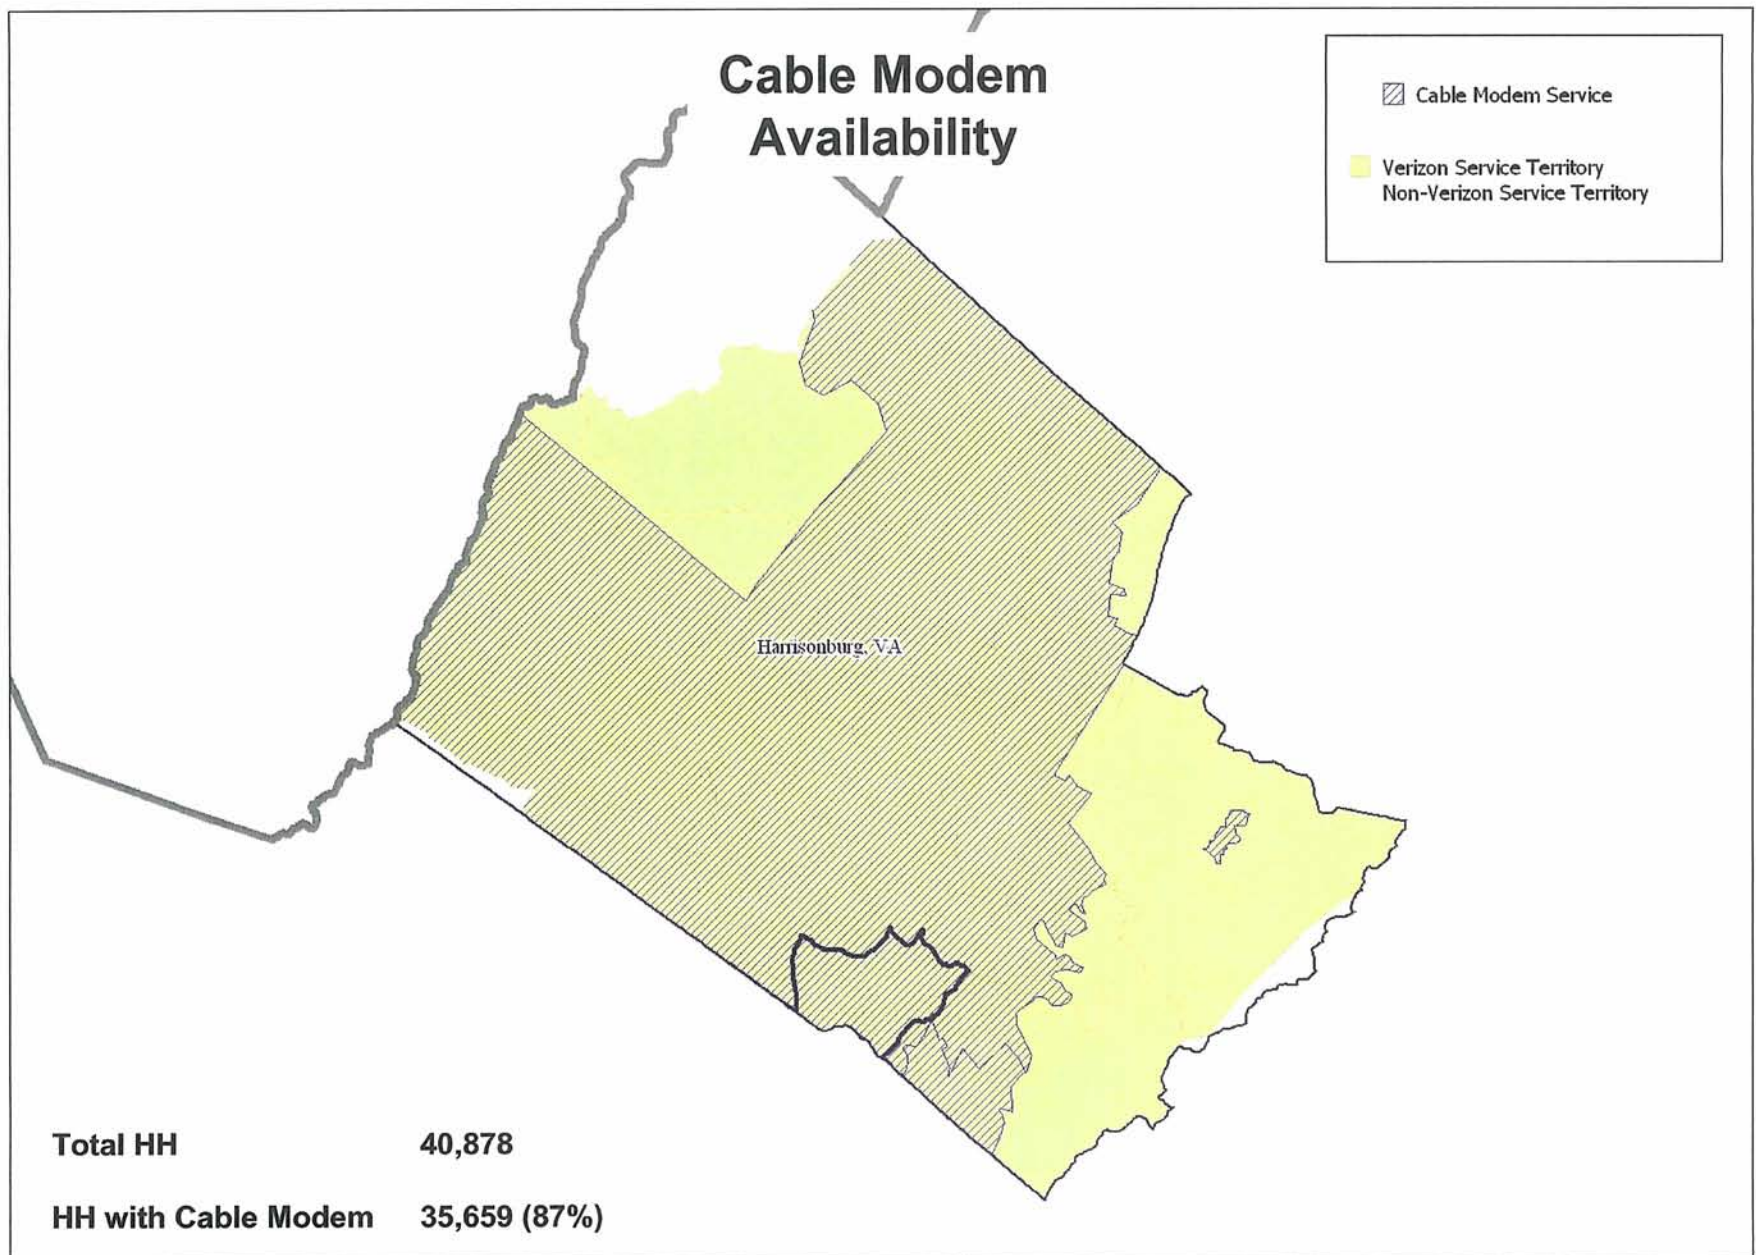 Cable Modem
Availability
Cable Modem Service
Verizon Service Territory
Non-Verizon Service Territory
Harrisonburg, VA
Total HH 40,878
HH with Cable Modem 35,659 (87%)